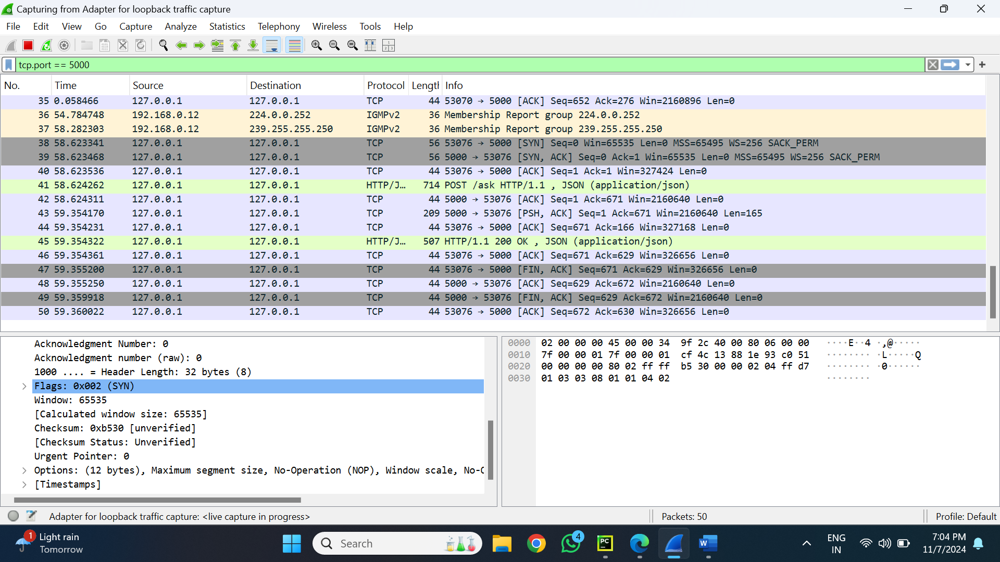 Capturing from Adapter for loopback traffic capture
File Edit View Go Capture Analyze Statistics Telephony Wireless Tools Help
tcp.port == 5000
No. Time Source Destination Protocol Length Info
35 0.058466 127.0.0.1 127.0.0.1 TCP 44 53070 → 5000 [ACK] Seq=652 Ack=276 Win=2160896 Len=0
36 54.784748 192.168.0.12 224.0.0.252 IGMPv2 36 Membership Report group 224.0.0.252
37 58.282303 192.168.0.12 239.255.255.250 IGMPv2 36 Membership Report group 239.255.255.250
38 58.623341 127.0.0.1 127.0.0.1 TCP 56 53076 → 5000 [SYN] Seq=0 Win=65535 Len=0 MSS=65495 WS=256 SACK_PERM
39 58.623468 127.0.0.1 127.0.0.1 TCP 56 5000 → 53076 [SYN, ACK] Seq=0 Ack=1 Win=65535 Len=0 MSS=65495 WS=256 SACK_PERM
40 58.623536 127.0.0.1 127.0.0.1 TCP 44 53076 → 5000 [ACK] Seq=1 Ack=1 Win=327424 Len=0
41 58.624262 127.0.0.1 127.0.0.1 HTTP/J… 714 POST /ask HTTP/1.1 , JSON (application/json)
42 58.624311 127.0.0.1 127.0.0.1 TCP 44 5000 → 53076 [ACK] Seq=1 Ack=671 Win=2160640 Len=0
43 59.354170 127.0.0.1 127.0.0.1 TCP 209 5000 → 53076 [PSH, ACK] Seq=1 Ack=671 Win=2160640 Len=165
44 59.354231 127.0.0.1 127.0.0.1 TCP 44 53076 → 5000 [ACK] Seq=671 Ack=166 Win=327168 Len=0
45 59.354322 127.0.0.1 127.0.0.1 HTTP/J… 507 HTTP/1.1 200 OK , JSON (application/json)
46 59.354361 127.0.0.1 127.0.0.1 TCP 44 53076 → 5000 [ACK] Seq=671 Ack=629 Win=326656 Len=0
47 59.355200 127.0.0.1 127.0.0.1 TCP 44 53076 → 5000 [FIN, ACK] Seq=671 Ack=629 Win=326656 Len=0
48 59.355250 127.0.0.1 127.0.0.1 TCP 44 5000 → 53076 [ACK] Seq=629 Ack=672 Win=2160640 Len=0
49 59.359918 127.0.0.1 127.0.0.1 TCP 44 5000 → 53076 [FIN, ACK] Seq=629 Ack=672 Win=2160640 Len=0
50 59.360022 127.0.0.1 127.0.0.1 TCP 44 53076 → 5000 [ACK] Seq=672 Ack=630 Win=326656 Len=0
Acknowledgment Number: 0
Acknowledgment number (raw): 0
1000 .... = Header Length: 32 bytes (8)
Flags: 0x002 (SYN)
Window: 65535
[Calculated window size: 65535]
Checksum: 0xb530 [unverified]
[Checksum Status: Unverified]
Urgent Pointer: 0
Options: (12 bytes), Maximum segment size, No-Operation (NOP), Window scale, No-O
[Timestamps]
0000 02 00 00 00 45 00 00 34 9f 2c 40 00 80 06 00 00 ····E··4 ·,@·····
0010 7f 00 00 01 7f 00 00 01 cf 4c 13 88 1e 93 c0 51 ········ ·L·····Q
0020 00 00 00 00 80 02 ff ff b5 30 00 00 02 04 ff d7 ········ ·0······
0030 01 03 03 08 01 01 04 02 ········
Adapter for loopback traffic capture: <live capture in progress>
Packets: 50
Profile: Default
1
Light rain
Tomorrow
Search
4
PC
W
ENG
IN
7:04 PM
11/7/2024